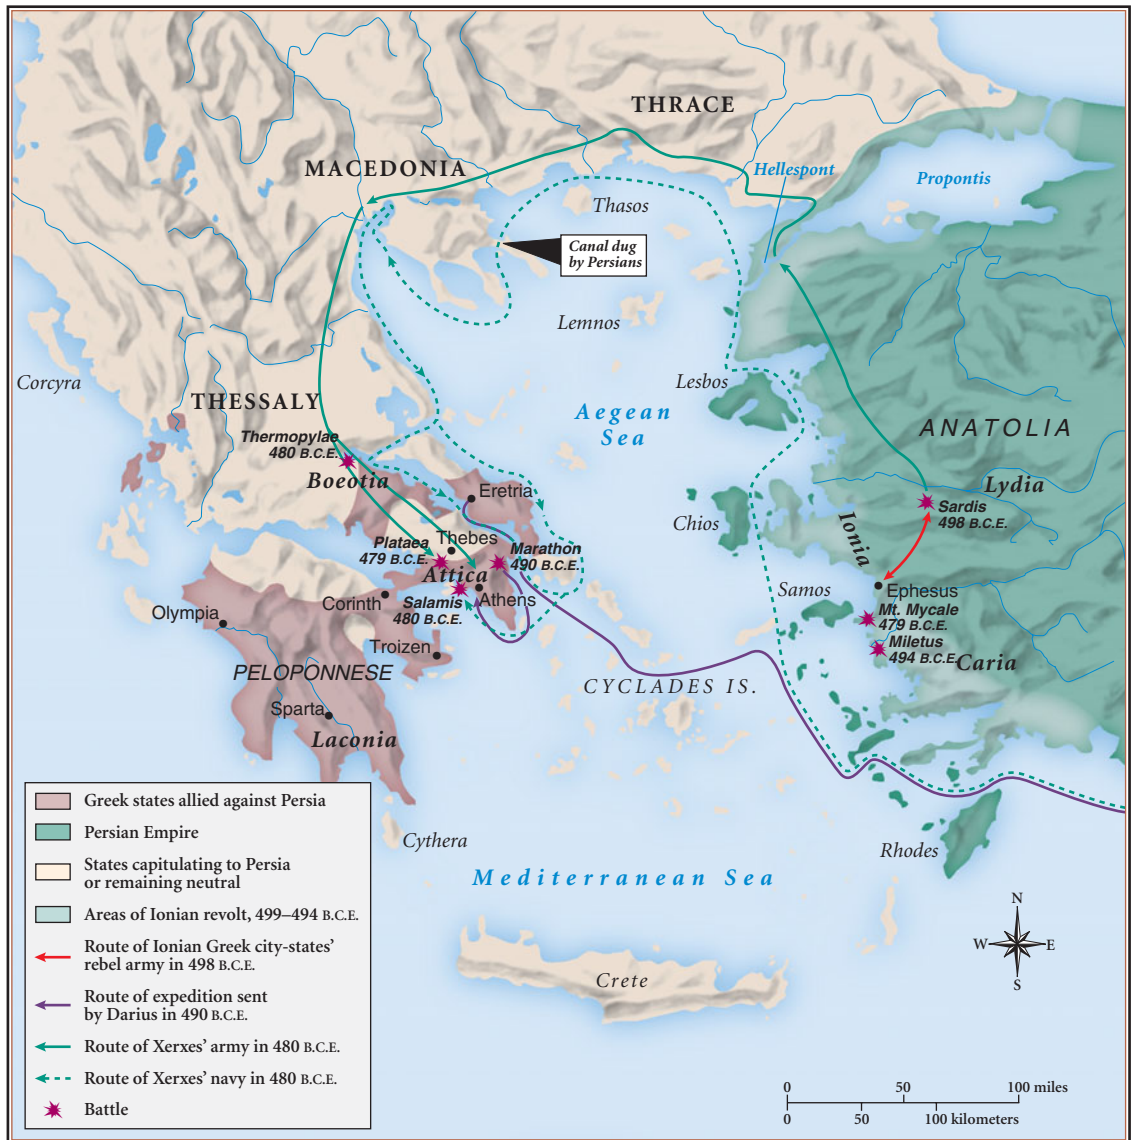 THRACE
MACEDONIA
Hellespont
Propontis
Thasos
Canal dug
by Persians
Lemnos
Corcyra
THESSALY
Lesbos
Aegean
Sea
ANATOLIA
Thermopylae
480 B.C.E.
Boeotia
Eretria
Lydia
Sardis
498 B.C.E.
Chios
Ionia
Plataea
479 B.C.E.
Thebes
Marathon
490 B.C.E.
Attica
Athens
Salamis
480 B.C.E.
Corinth
Olympia
Samos
Ephesus
Mt. Mycale
479 B.C.E.
Miletus
494 B.C.E.
Caria
Troizen
PELOPONNESE
CYCLADES IS.
Sparta
Laconia
Cythera
Rhodes
Mediterranean Sea
Crete
N
W
E
S
Greek states allied against Persia
Persian Empire
States capitulating to Persia
or remaining neutral
Areas of Ionian revolt, 499–494 B.C.E.
Route of Ionian Greek city-states’
rebel army in 498 B.C.E.
Route of expedition sent
by Darius in 490 B.C.E.
Route of Xerxes’ army in 480 B.C.E.
Route of Xerxes’ navy in 480 B.C.E.
Battle
0 50 100 miles
0 50 100 kilometers